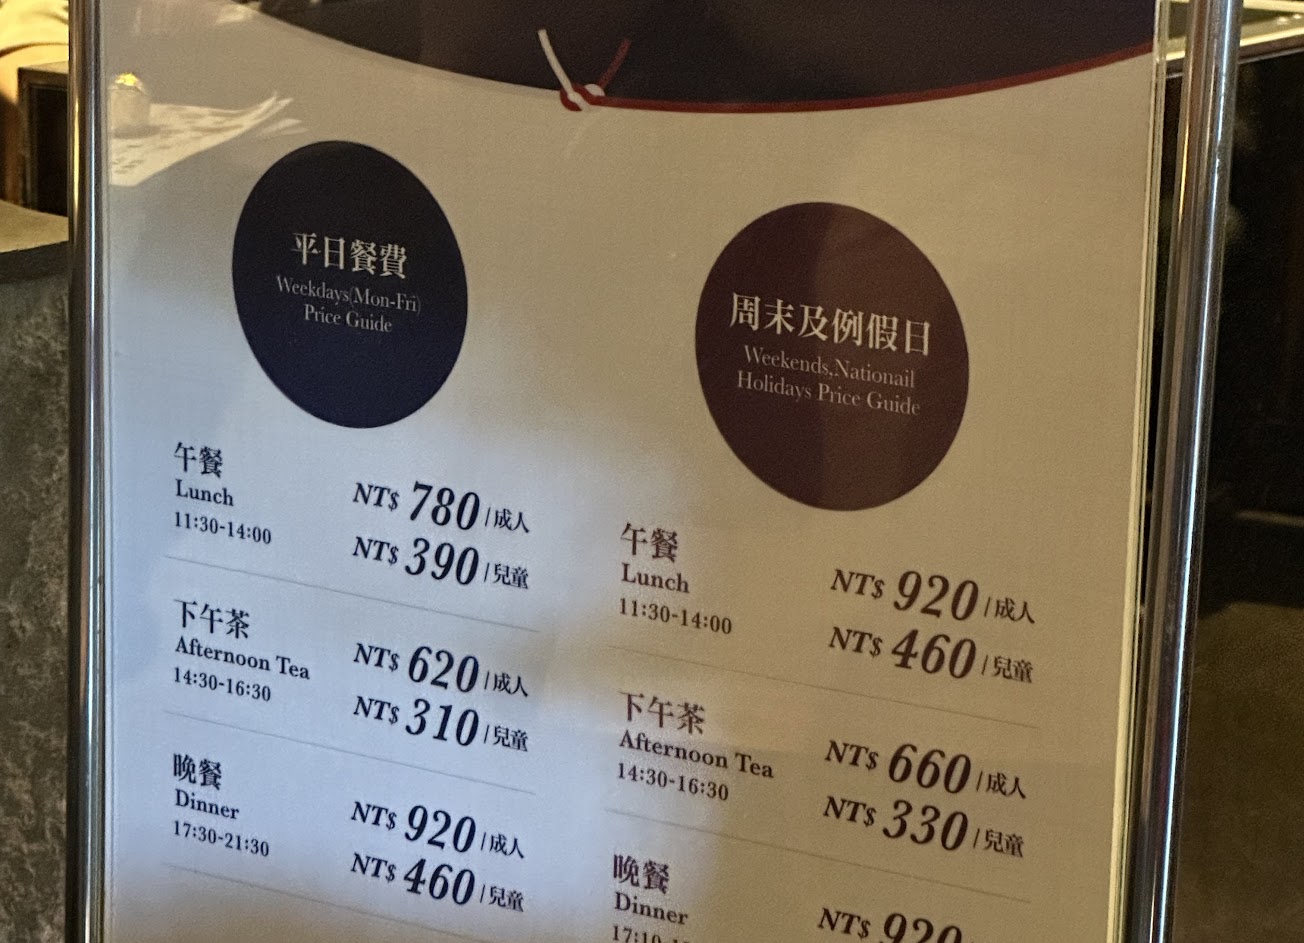 平日餐費
Weekdays(Mon-Fri)
Price Guide
午餐
Lunch
11:30-14:00
NT$ 780/成人
NT$ 390/兒童
下午茶
Afternoon Tea
14:30-16:30
NT$ 620/成人
NT$ 310/兒童
晚餐
Dinner
17:30-21:30
NT$ 920/成人
NT$ 460/兒童
周末及例假日
Weekends,Nationail
Holidays Price Guide
午餐
Lunch
11:30-14:00
NT$ 920/成人
NT$ 460/兒童
下午茶
Afternoon Tea
14:30-16:30
NT$ 660/成人
NT$ 330/兒童
晚餐
Dinner
NT$ 920